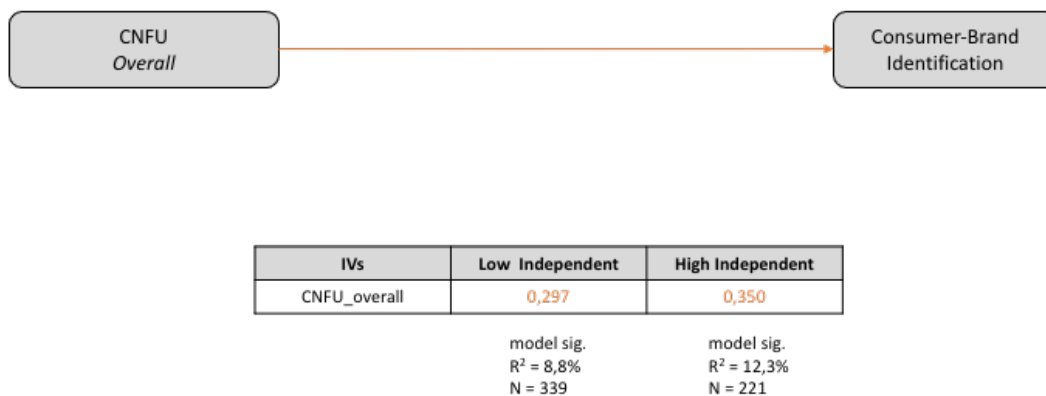 CNFU
Overall
Consumer-Brand
Identification
IVs Low Independent High Independent
CNFU_overall 0,297 0,350
model sig. model sig.
R² = 8,8% R² = 12,3%
N = 339 N = 221